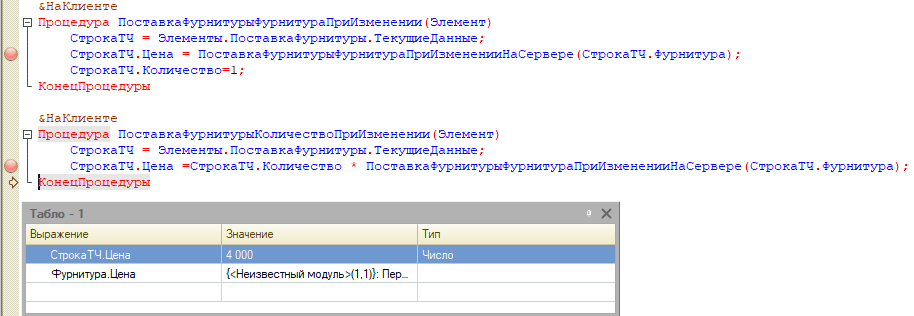 &НаКлиенте
Процедура ПоставкаФурнитурыФурнитураПриИзменении(Элемент)
СтрокаТЧ = Элементы.ПоставкаФурнитуры.ТекущиеДанные;
СтрокаТЧ.Цена = ПоставкаФурнитурыФурнитураПриИзмененииНаСервере(СтрокаТЧ.Фурнитура);
СтрокаТЧ.Количество=1;
КонецПроцедуры
&НаКлиенте
Процедура ПоставкаФурнитурыКоличествоПриИзменении(Элемент)
СтрокаТЧ = Элементы.ПоставкаФурнитуры.ТекущиеДанные;
СтрокаТЧ.Цена =СтрокаТЧ.Количество * ПоставкаФурнитурыФурнитураПриИзмененииНаСервере(СтрокаТЧ.Фурнитура);
КонецПроцедуры
Табло - 1
Выражение Значение Тип
СтрокаТЧ.Цена 4 000 Число
Фурнитура.Цена {<Неизвестный модуль>(1,1)}: Пер...